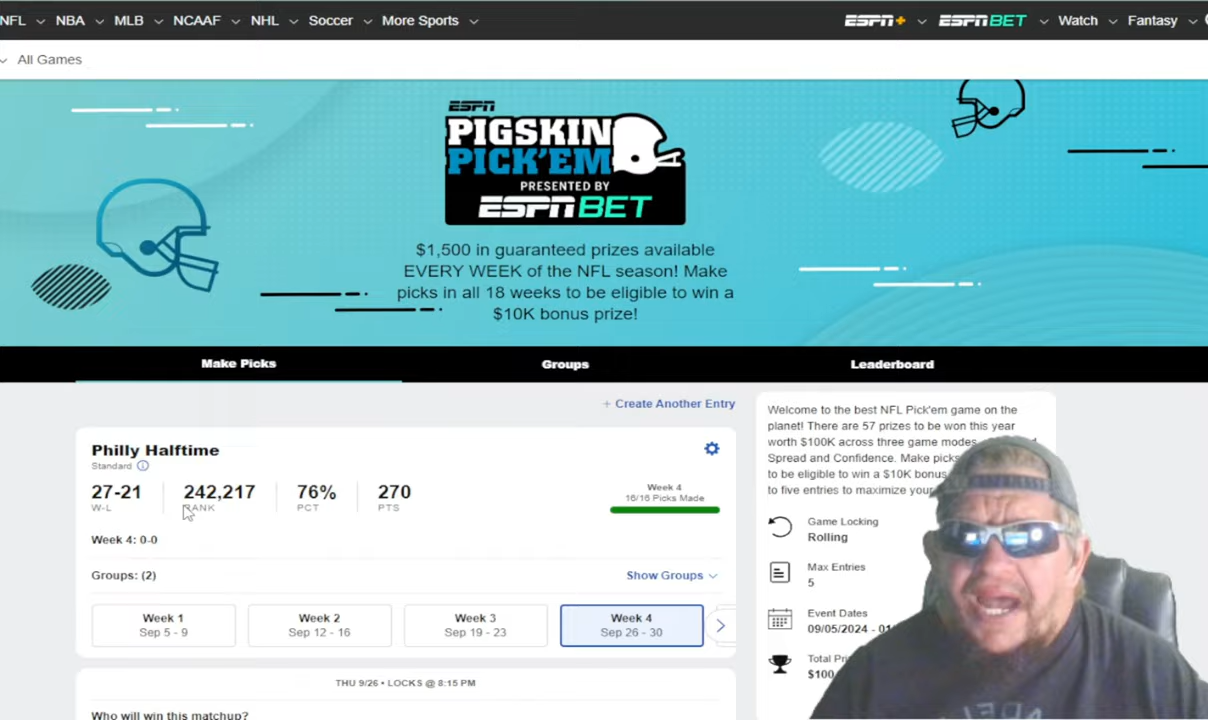 NFL NBA MLB NCAAF NHL Soccer More Sports ESPN+ ESPN BET Watch Fantasy
All Games
ESPN
PIGSKIN
PICK'EM
PRESENTED BY
ESPN BET
$1,500 in guaranteed prizes available
EVERY WEEK of the NFL season! Make
picks in all 18 weeks to be eligible to win a
$10K bonus prize!
Make Picks Groups Leaderboard
+ Create Another Entry
Philly Halftime
Standard
27-21 242,217 76% 270
W-L RANK PCT PTS
Week 4
16/16 Picks Made
Week 4: 0-0
Groups: (2) Show Groups
Week 1 Week 2 Week 3 Week 4
Sep 5 - 9 Sep 12 - 16 Sep 19 - 23 Sep 26 - 30
THU 9/26 • LOCKS @ 8:15 PM
Who will win this matchup?
Welcome to the best NFL Pick'em game on the
planet! There are 57 prizes to be won this year
worth $100K across three game modes
Spread and Confidence. Make picks
to be eligible to win a $10K bonus
to five entries to maximize your
Game Locking
Rolling
Max Entries
5
Event Dates
09/05/2024 - 01
Total Pri
$100